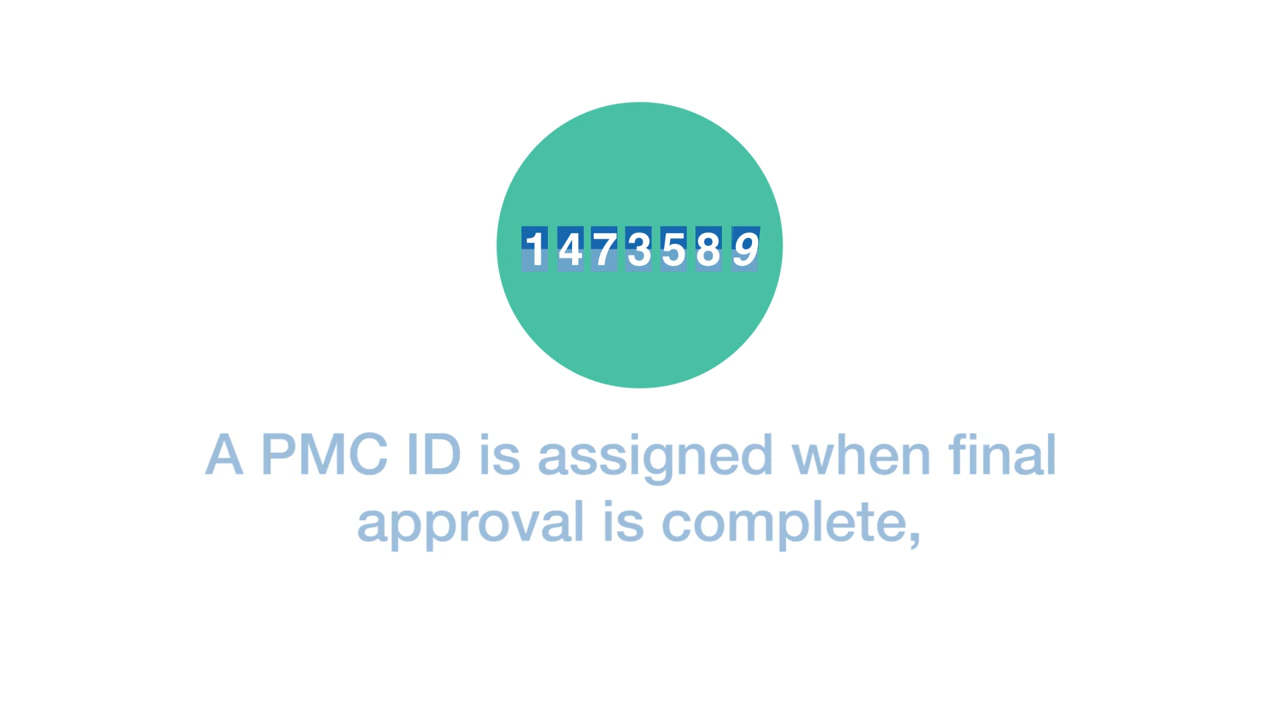 1473589
A PMC ID is assigned when final
approval is complete,